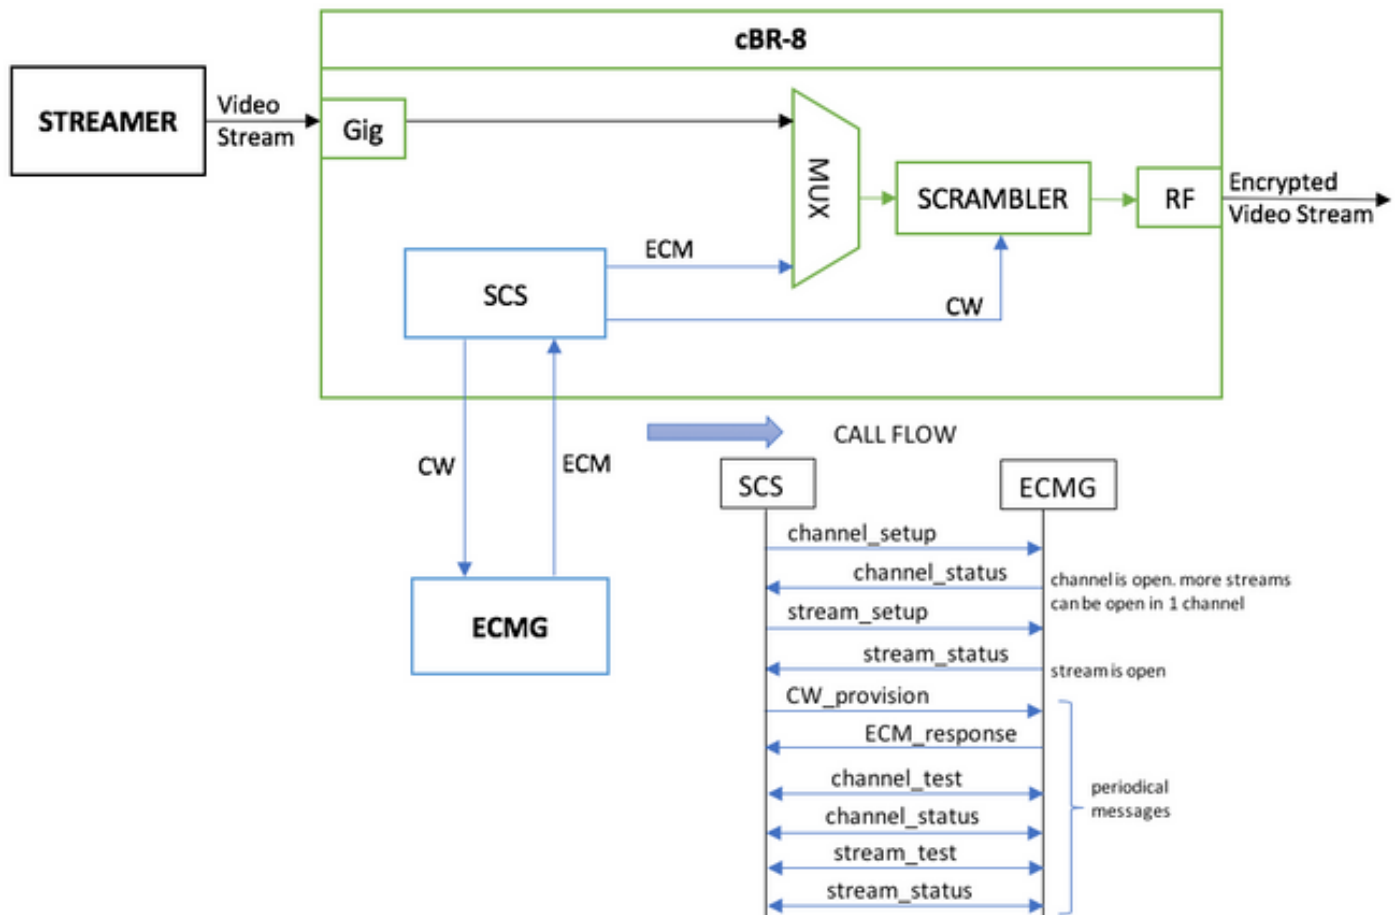 cBR-8
STREAMER
Video
Stream
Gig
MUX
SCRAMBLER
RF
Encrypted
Video Stream
SCS
ECM
CW
CW
ECM
ECMG
CALL FLOW
SCS
ECMG
channel_setup
channel_status
channel is open. more streams
can be open in 1 channel
stream_setup
stream_status
stream is open
CW_provision
ECM_response
channel_test
periodical
messages
channel_status
stream_test
stream_status